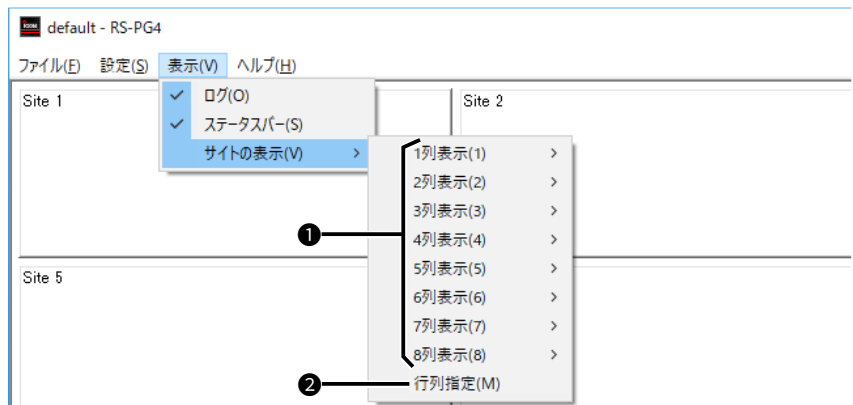 default - RS-PG4
ファイル(F) 設定(S) 表示(V) ヘルプ(H)
Site 1
ログ(O)
Site 2
ステータスバー(S)
サイトの表示(V) >
1列表示(1) >
2列表示(2) >
3列表示(3) >
❶
4列表示(4) >
Site 5
5列表示(5) >
6列表示(6) >
7列表示(7) >
8列表示(8) >
❷
行列指定(M)